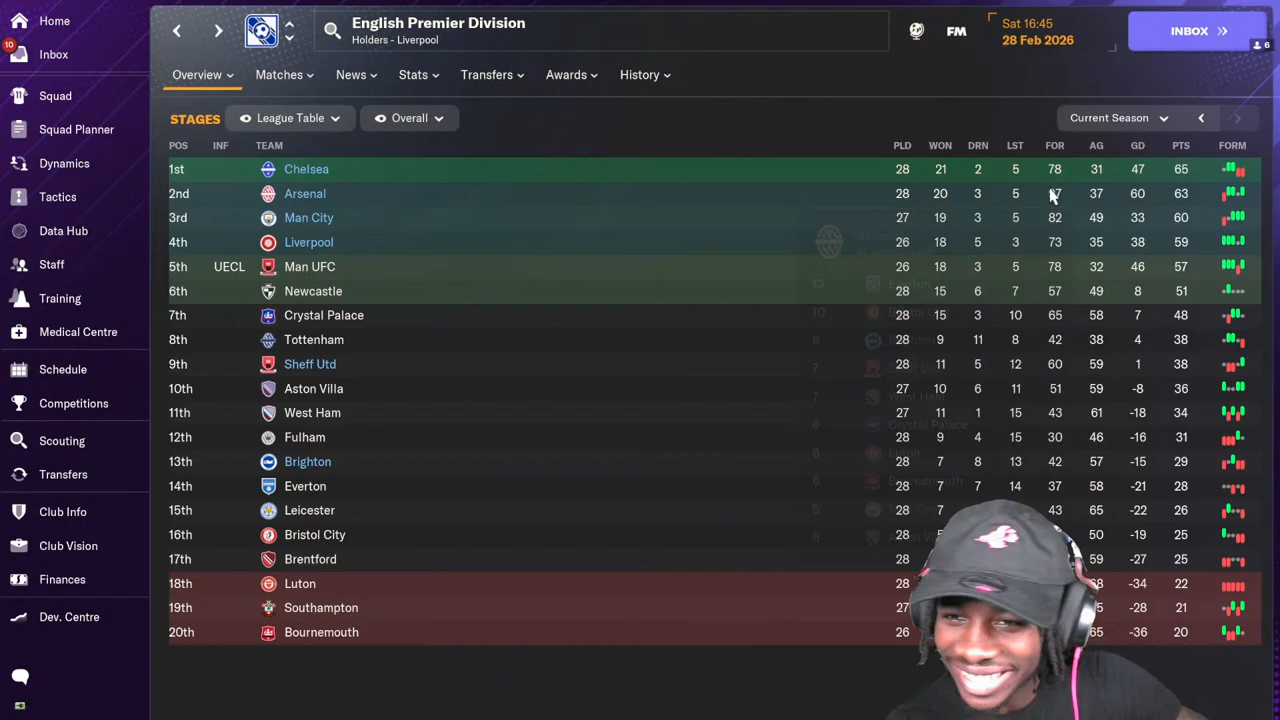 Home
10
Inbox
Squad
Squad Planner
Dynamics
Tactics
Data Hub
Staff
Training
Medical Centre
Schedule
Competitions
Scouting
Transfers
Club Info
Club Vision
Finances
Dev. Centre
English Premier Division
Holders - Liverpool
FM
Sat 16:45
28 Feb 2026
INBOX
6
Overview Matches News Stats Transfers Awards History
STAGES League Table Overall Current Season
POS INF TEAM PLD WON DRN LST FOR AG GD PTS FORM
1st Chelsea 28 21 2 5 78 31 47 65
2nd Arsenal 28 20 3 5 37 60 63
3rd Man City 27 19 3 5 82 49 33 60
4th Liverpool 26 18 5 3 73 35 38 59
5th UECL Man UFC 26 18 3 5 78 32 46 57
6th Newcastle 28 15 6 7 57 49 8 51
7th Crystal Palace 28 15 3 10 65 58 7 48
8th Tottenham 28 9 11 8 42 38 4 38
9th Sheff Utd 28 11 5 12 60 59 1 38
10th Aston Villa 27 10 6 11 51 59 -8 36
11th West Ham 27 11 1 15 43 61 -18 34
12th Fulham 28 9 4 15 30 46 -16 31
13th Brighton 28 7 8 13 42 57 -15 29
14th Everton 28 7 7 14 37 58 -21 28
15th Leicester 28 7 43 65 -22 26
16th Bristol City 28 50 -19 25
17th Brentford 28 59 -27 25
18th Luton 28 -34 22
19th Southampton 27 -28 21
20th Bournemouth 26 65 -36 20